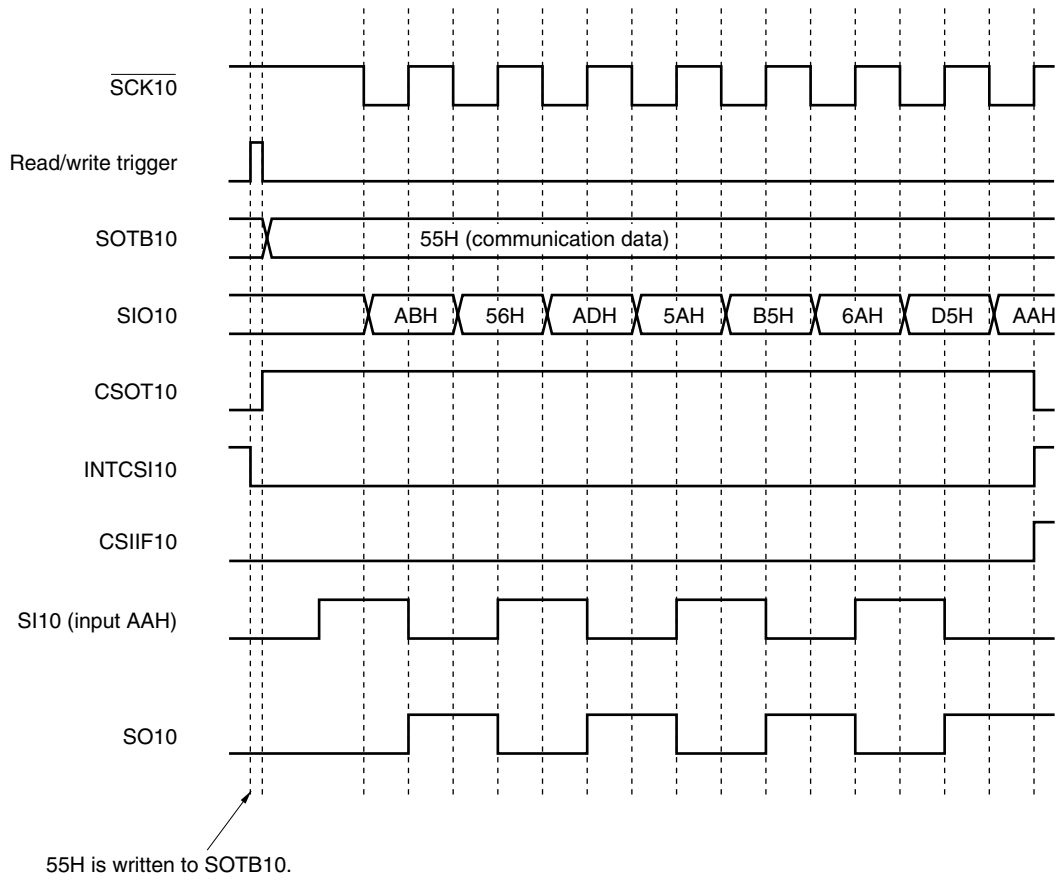 SCK10
Read/write trigger
SOTB10
55H (communication data)
SIO10
ABH 56H ADH 5AH B5H 6AH D5H AAH
CSOT10
INTCSI10
CSIIF10
SI10 (input AAH)
SO10
55H is written to SOTB10.